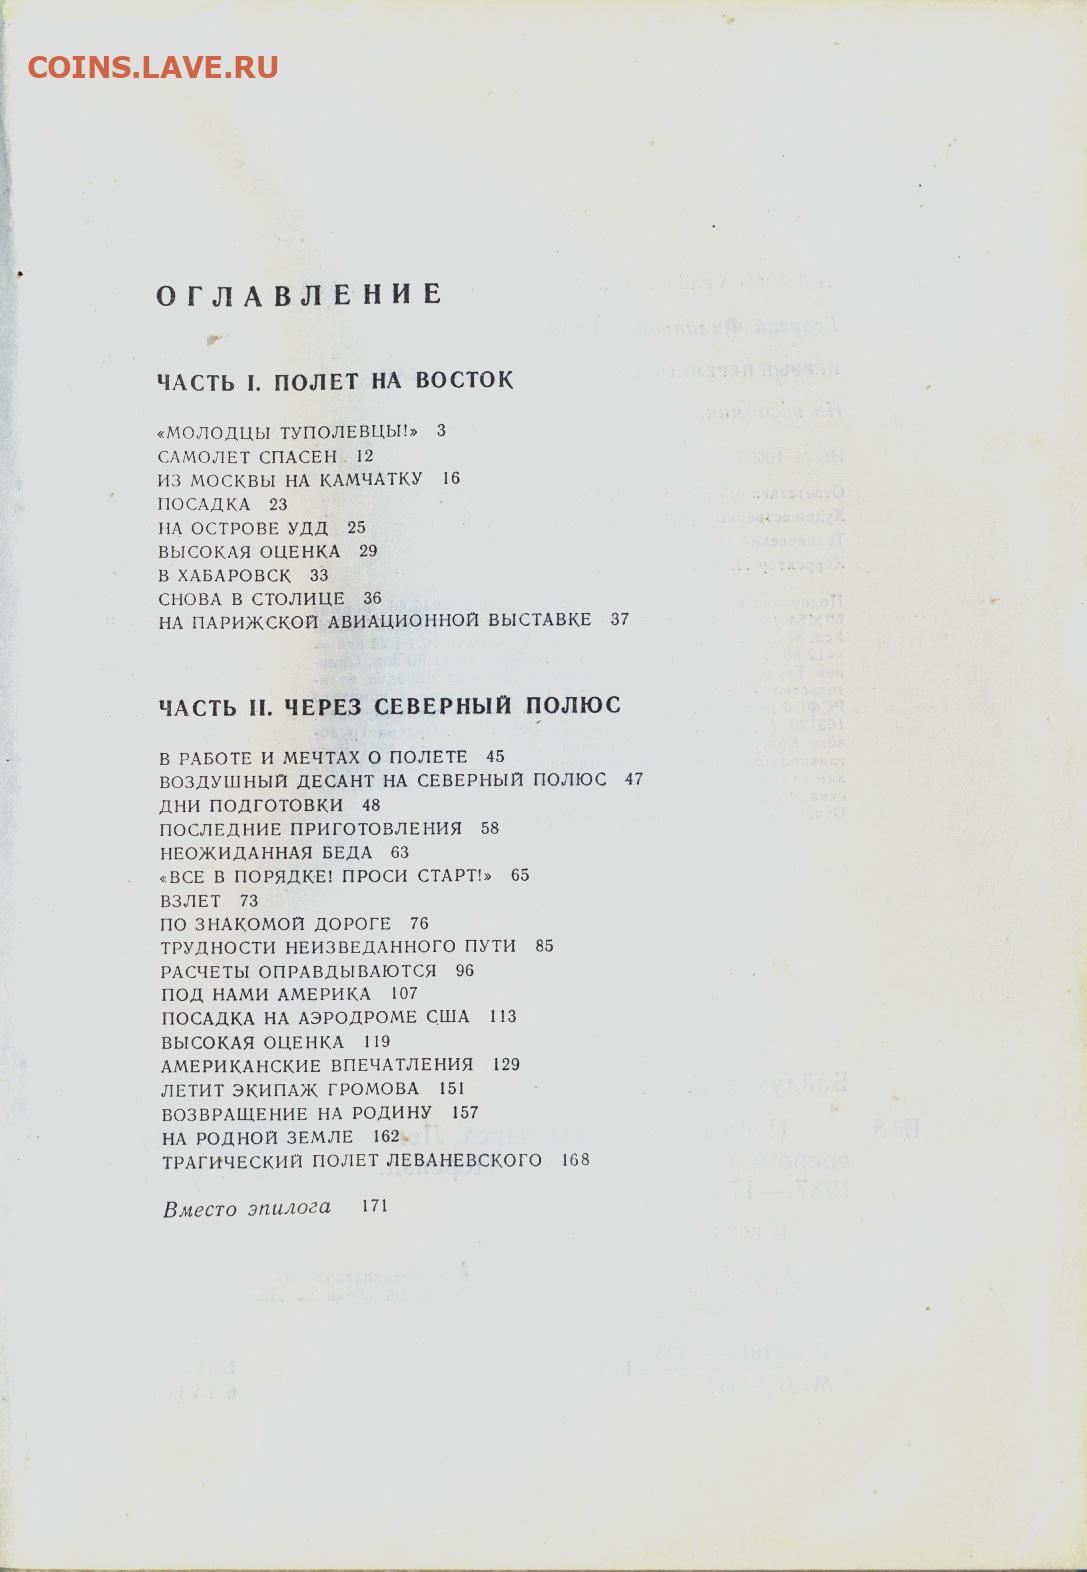 COINS.LAVE.RU
ОГЛАВЛЕНИЕ
ЧАСТЬ I. ПОЛЕТ НА ВОСТОК
«МОЛОДЦЫ ТУПОЛЕВЦЫ!» 3
САМОЛЕТ СПАСЕН 12
ИЗ МОСКВЫ НА КАМЧАТКУ 16
ПОСАДКА 23
НА ОСТРОВЕ УДД 25
ВЫСОКАЯ ОЦЕНКА 29
В ХАБАРОВСК 33
СНОВА В СТОЛИЦЕ 36
НА ПАРИЖСКОЙ АВИАЦИОННОЙ ВЫСТАВКЕ 37
ЧАСТЬ II. ЧЕРЕЗ СЕВЕРНЫЙ ПОЛЮС
В РАБОТЕ И МЕЧТАХ О ПОЛЕТЕ 45
ВОЗДУШНЫЙ ДЕСАНТ НА СЕВЕРНЫЙ ПОЛЮС 47
ДНИ ПОДГОТОВКИ 48
ПОСЛЕДНИЕ ПРИГОТОВЛЕНИЯ 58
НЕОЖИДАННАЯ БЕДА 63
«ВСЕ В ПОРЯДКЕ! ПРОСИ СТАРТ!» 65
ВЗЛЕТ 73
ПО ЗНАКОМОЙ ДОРОГЕ 76
ТРУДНОСТИ НЕИЗВЕДАННОГО ПУТИ 85
РАСЧЕТЫ ОПРАВДЫВАЮТСЯ 96
ПОД НАМИ АМЕРИКА 107
ПОСАДКА НА АЭРОДРОМЕ США 113
ВЫСОКАЯ ОЦЕНКА 119
АМЕРИКАНСКИЕ ВПЕЧАТЛЕНИЯ 129
ЛЕТИТ ЭКИПАЖ ГРОМОВА 151
ВОЗВРАЩЕНИЕ НА РОДИНУ 157
НА РОДНОЙ ЗЕМЛЕ 162
ТРАГИЧЕСКИЙ ПОЛЕТ ЛЕВАНЕВСКОГО 168
Вместо эпилога 171